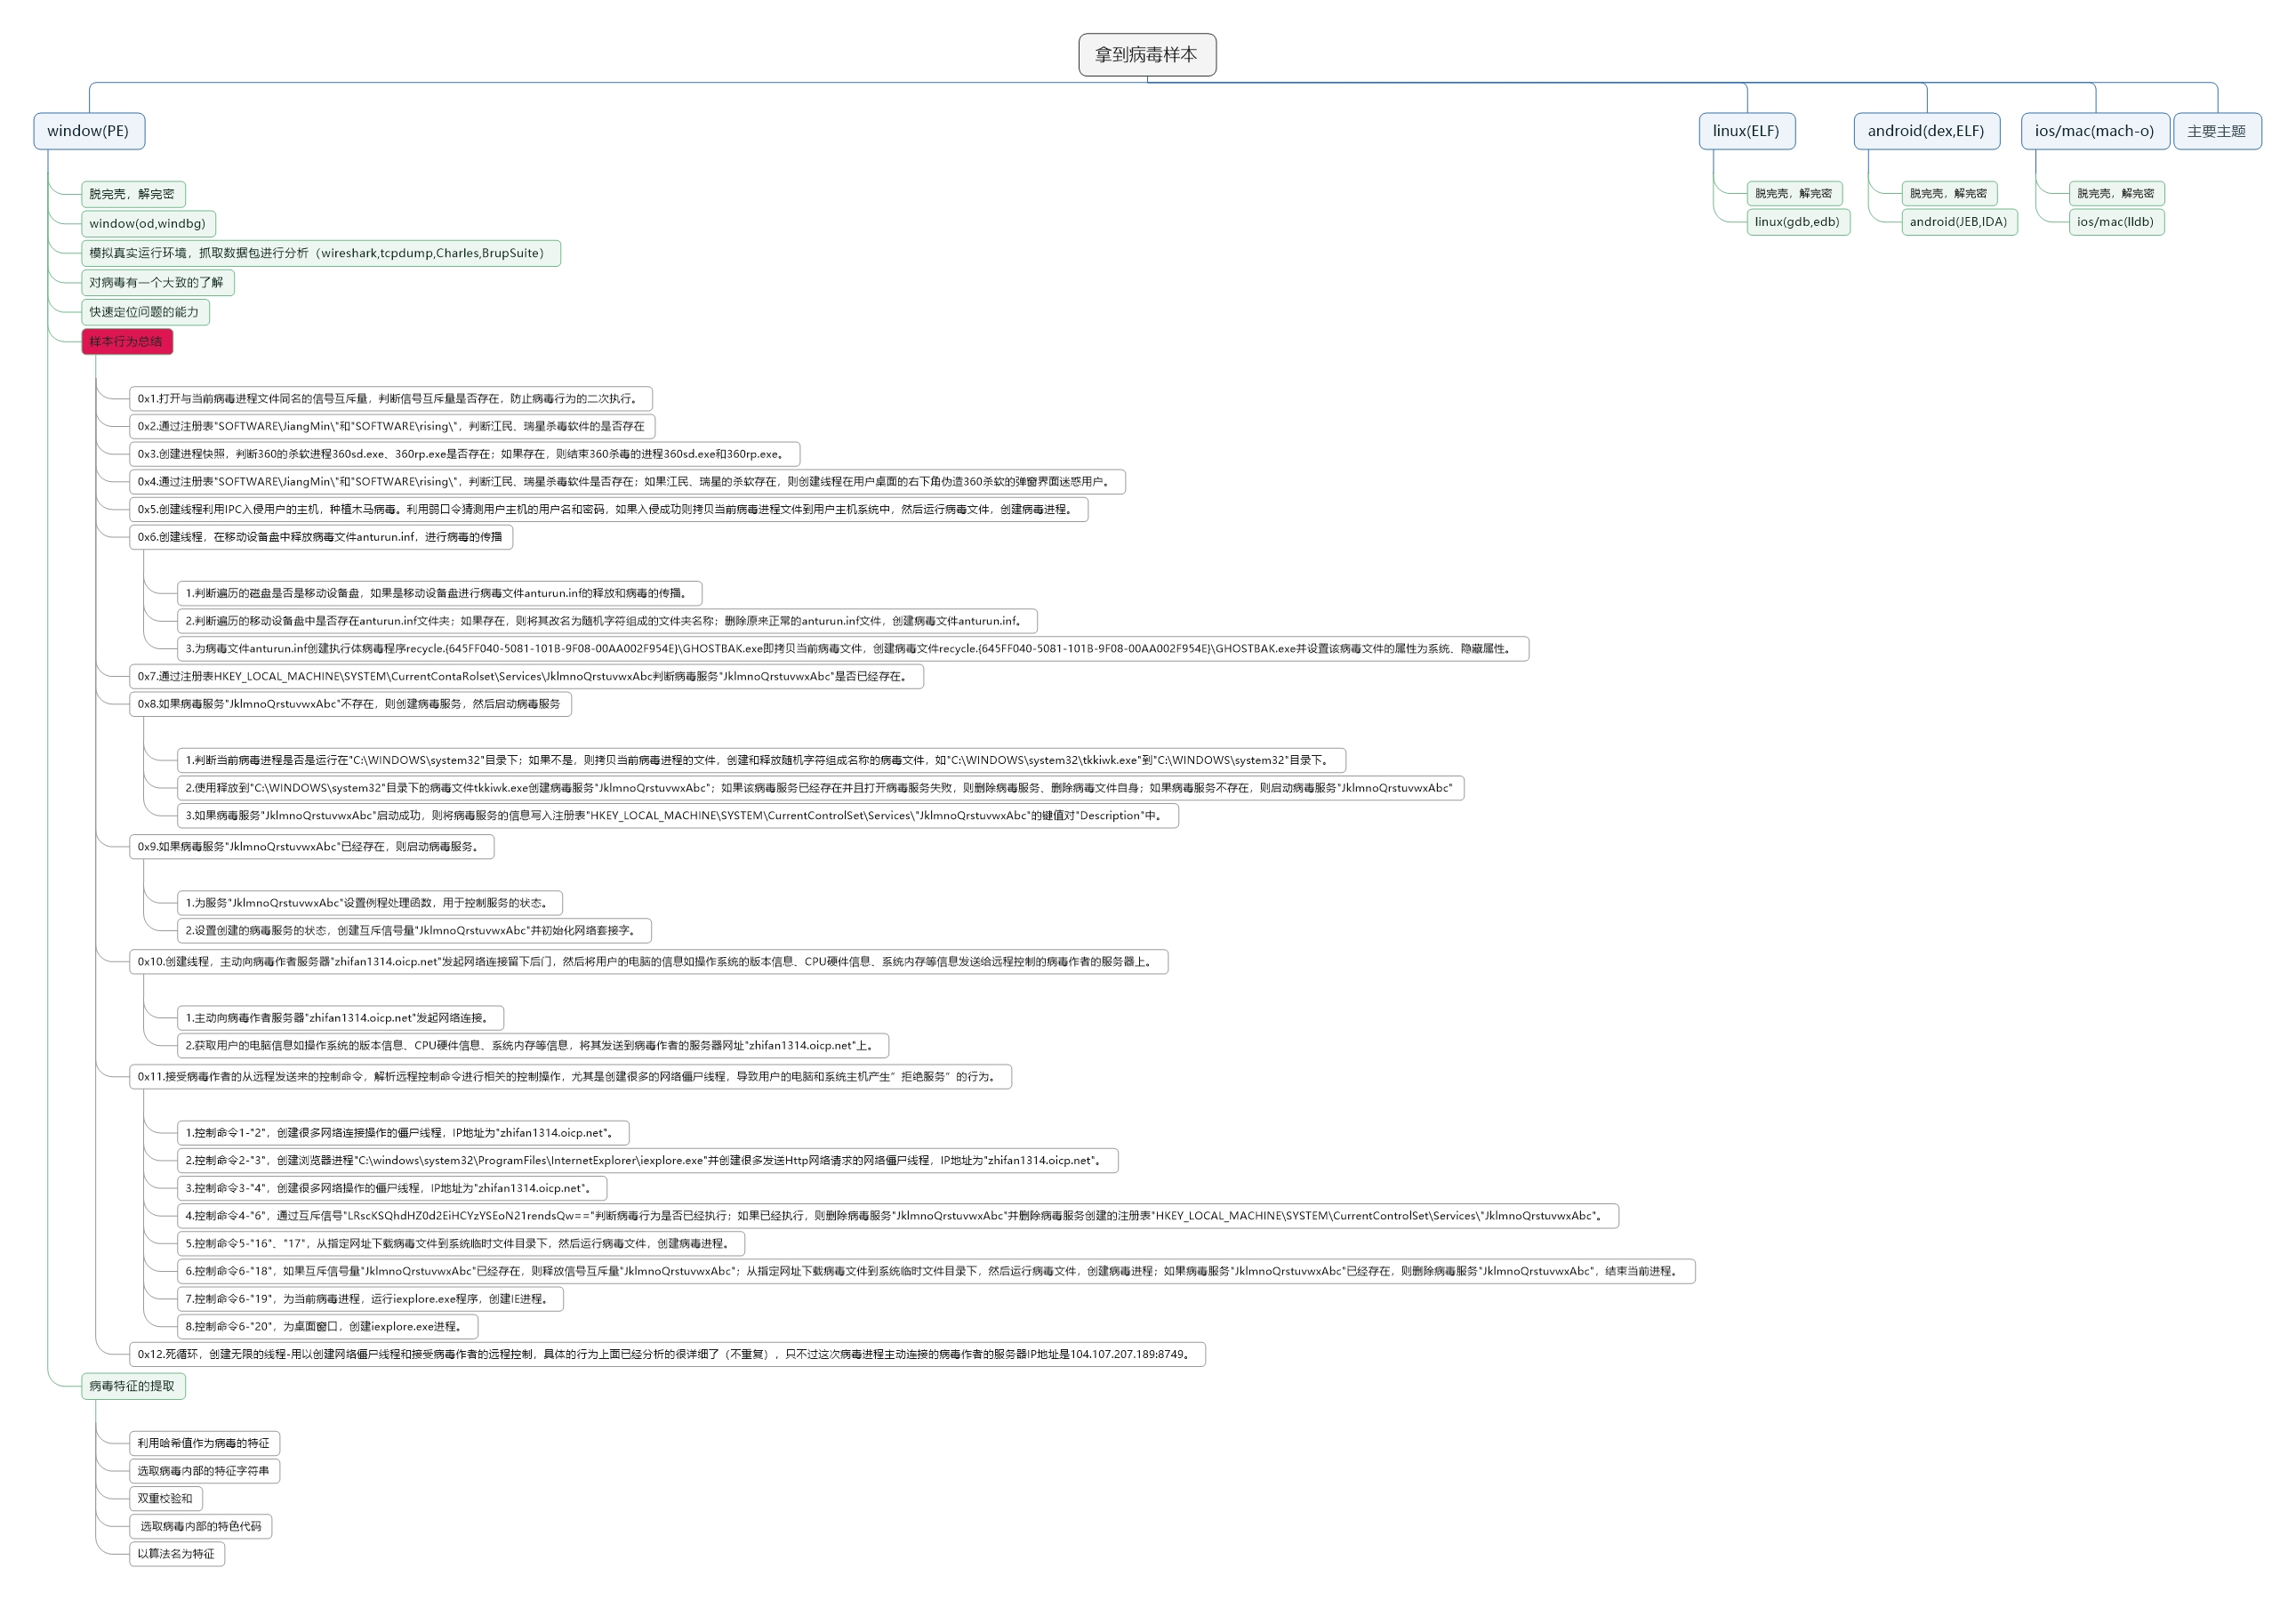 拿到病毒样本
window(PE)
linux(ELF)
android(dex,ELF)
ios/mac(mach-o)
主要主题
脱完壳，解完密
window(od,windbg)
模拟真实运行环境，抓取数据包进行分析（wireshark,tcpdump,Charles,BrupSuite）
对病毒有一个大致的了解
快速定位问题的能力
样本行为总结
0x1.打开与当前病毒进程文件同名的信号互斥量，判断信号互斥量是否存在，防止病毒行为的二次执行。
0x2.通过注册表"SOFTWARE\JiangMin\"和"SOFTWARE\rising\"，判断江民、瑞星杀毒软件的是否存在
0x3.创建进程快照，判断360的杀软进程360sd.exe、360rp.exe是否存在；如果存在，则结束360杀毒的进程360sd.exe和360rp.exe。
0x4.通过注册表"SOFTWARE\JiangMin\"和"SOFTWARE\rising\"，判断江民、瑞星杀毒软件是否存在；如果江民、瑞星的杀软存在，则创建线程在用户桌面的右下角伪造360杀软的弹窗界面迷惑用户。
0x5.创建线程利用IPC入侵用户的主机，种植木马病毒。利用弱口令猜测用户主机的用户名和密码，如果入侵成功则拷贝当前病毒进程文件到用户主机系统中，然后运行病毒文件，创建病毒进程。
0x6.创建线程，在移动设备盘中释放病毒文件anturun.inf，进行病毒的传播
1.判断遍历的磁盘是否是移动设备盘，如果是移动设备盘进行病毒文件anturun.inf的释放和病毒的传播。
2.判断遍历的移动设备盘中是否存在anturun.inf文件夹；如果存在，则将其改名为随机字符组成的文件夹名称；删除原来正常的anturun.inf文件，创建病毒文件anturun.inf。
3.为病毒文件anturun.inf创建执行体病毒程序recycle.{645FF040-5081-101B-9F08-00AA002F954E}\GHOSTBAK.exe即拷贝当前病毒文件，创建病毒文件recycle.{645FF040-5081-101B-9F08-00AA002F954E}\GHOSTBAK.exe并设置该病毒文件的属性为系统、隐藏属性。
0x7.通过注册表HKEY_LOCAL_MACHINE\SYSTEM\CurrentContaRolset\Services\JklmnoQrstuvwxAbc判断病毒服务"JklmnoQrstuvwxAbc"是否已经存在。
0x8.如果病毒服务"JklmnoQrstuvwxAbc"不存在，则创建病毒服务，然后启动病毒服务
1.判断当前病毒进程是否是运行在"C:\WINDOWS\system32"目录下；如果不是，则拷贝当前病毒进程的文件，创建和释放随机字符组成名称的病毒文件，如"C:\WINDOWS\system32\tkkiwk.exe"到"C:\WINDOWS\system32"目录下。
2.使用释放到"C:\WINDOWS\system32"目录下的病毒文件tkkiwk.exe创建病毒服务"JklmnoQrstuvwxAbc"；如果该病毒服务已经存在并且打开病毒服务失败，则删除病毒服务、删除病毒文件自身；如果病毒服务不存在，则启动病毒服务"JklmnoQrstuvwxAbc"
3.如果病毒服务"JklmnoQrstuvwxAbc"启动成功，则将病毒服务的信息写入注册表"HKEY_LOCAL_MACHINE\SYSTEM\CurrentControlSet\Services\"JklmnoQrstuvwxAbc"的键值对"Description"中。
0x9.如果病毒服务"JklmnoQrstuvwxAbc"已经存在，则启动病毒服务。
1.为服务"JklmnoQrstuvwxAbc"设置例程处理函数，用于控制服务的状态。
2.设置创建的病毒服务的状态，创建互斥信号量"JklmnoQrstuvwxAbc"并初始化网络套接字。
0x10.创建线程，主动向病毒作者服务器"zhifan1314.oicp.net"发起网络连接留下后门，然后将用户的电脑的信息如操作系统的版本信息、CPU硬件信息、系统内存等信息发送给远程控制的病毒作者的服务器上。
1.主动向病毒作者服务器"zhifan1314.oicp.net"发起网络连接。
2.获取用户的电脑信息如操作系统的版本信息、CPU硬件信息、系统内存等信息，将其发送到病毒作者的服务器网址"zhifan1314.oicp.net"上。
0x11.接受病毒作者的从远程发送来的控制命令，解析远程控制命令进行相关的控制操作，尤其是创建很多的网络僵尸线程，导致用户的电脑和系统主机产生”拒绝服务”的行为。
1.控制命令1-"2"，创建很多网络连接操作的僵尸线程，IP地址为"zhifan1314.oicp.net"。
2.控制命令2-"3"，创建浏览器进程"C:\windows\system32\ProgramFiles\InternetExplorer\iexplore.exe"并创建很多发送Http网络请求的网络僵尸线程，IP地址为"zhifan1314.oicp.net"。
3.控制命令3-"4"，创建很多网络操作的僵尸线程，IP地址为"zhifan1314.oicp.net"。
4.控制命令4-"6"，通过互斥信号"LRscKSQhdHZ0d2EiHCYzYSEoN21rendsQw=="判断病毒行为是否已经执行；如果已经执行，则删除病毒服务"JklmnoQrstuvwxAbc"并删除病毒服务创建的注册表"HKEY_LOCAL_MACHINE\SYSTEM\CurrentControlSet\Services\"JklmnoQrstuvwxAbc"。
5.控制命令5-"16"、"17"，从指定网址下载病毒文件到系统临时文件目录下，然后运行病毒文件，创建病毒进程。
6.控制命令6-"18"，如果互斥信号量"JklmnoQrstuvwxAbc"已经存在，则释放信号互斥量"JklmnoQrstuvwxAbc"；从指定网址下载病毒文件到系统临时文件目录下，然后运行病毒文件，创建病毒进程；如果病毒服务"JklmnoQrstuvwxAbc"已经存在，则删除病毒服务"JklmnoQrstuvwxAbc"，结束当前进程。
7.控制命令6-"19"，为当前病毒进程，运行iexplore.exe程序，创建IE进程。
8.控制命令6-"20"，为桌面窗口，创建iexplore.exe进程。
0x12.死循环，创建无限的线程-用以创建网络僵尸线程和接受病毒作者的远程控制，具体的行为上面已经分析的很详细了（不重复），只不过这次病毒进程主动连接的病毒作者的服务器IP地址是104.107.207.189:8749。
病毒特征的提取
利用哈希值作为病毒的特征
选取病毒内部的特征字符串
双重校验和
选取病毒内部的特色代码
以算法名为特征
脱完壳，解完密
linux(gdb,edb)
脱完壳，解完密
android(JEB,IDA)
脱完壳，解完密
ios/mac(lldb)